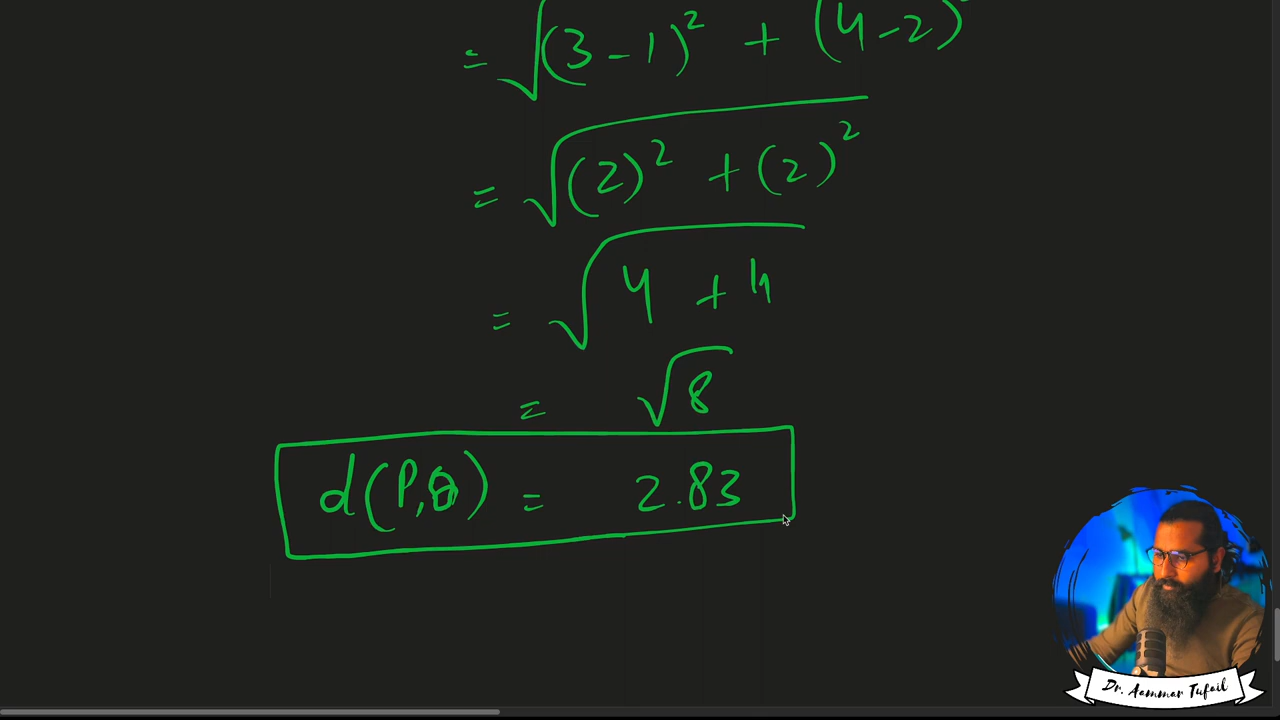 = √(3-1)² + (4-2)²
= √(2)² + (2)²
= √4 + 4
= √8
d(P,Q) = 2.83
Dr. Aammar Tufail